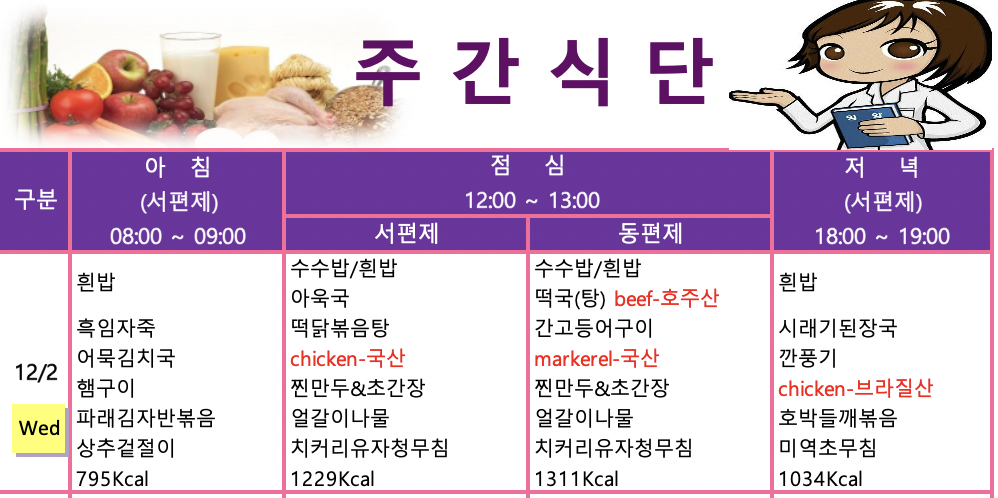 주 간 식 단
구분
아 침
(서편제)
08:00 ~ 09:00
점 심
12:00 ~ 13:00
서편제
동편제
저 녁
(서편제)
18:00 ~ 19:00
12/2
Wed
흰밥
흑임자죽
어묵김치국
햄구이
파래김자반볶음
상추겉절이
795Kcal
수수밥/흰밥
아욱국
떡닭볶음탕
chicken-국산
찐만두&초간장
얼갈이나물
치커리유자청무침
1229Kcal
수수밥/흰밥
떡국(탕) beef-호주산
간고등어구이
markerel-국산
찐만두&초간장
얼갈이나물
치커리유자청무침
1311Kcal
흰밥
시래기된장국
깐풍기
chicken-브라질산
호박들깨볶음
미역초무침
1034Kcal